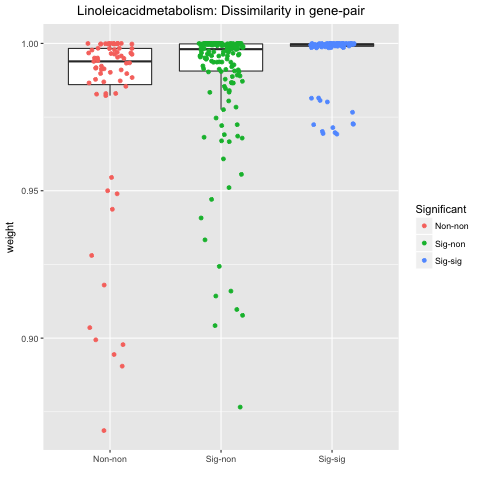 Linoleicacidmetabolism: Dissimilarity in gene-pair
1.00
0.95
0.90
weight
Non-non
Sig-non
Sig-sig
Significant
Non-non
Sig-non
Sig-sig